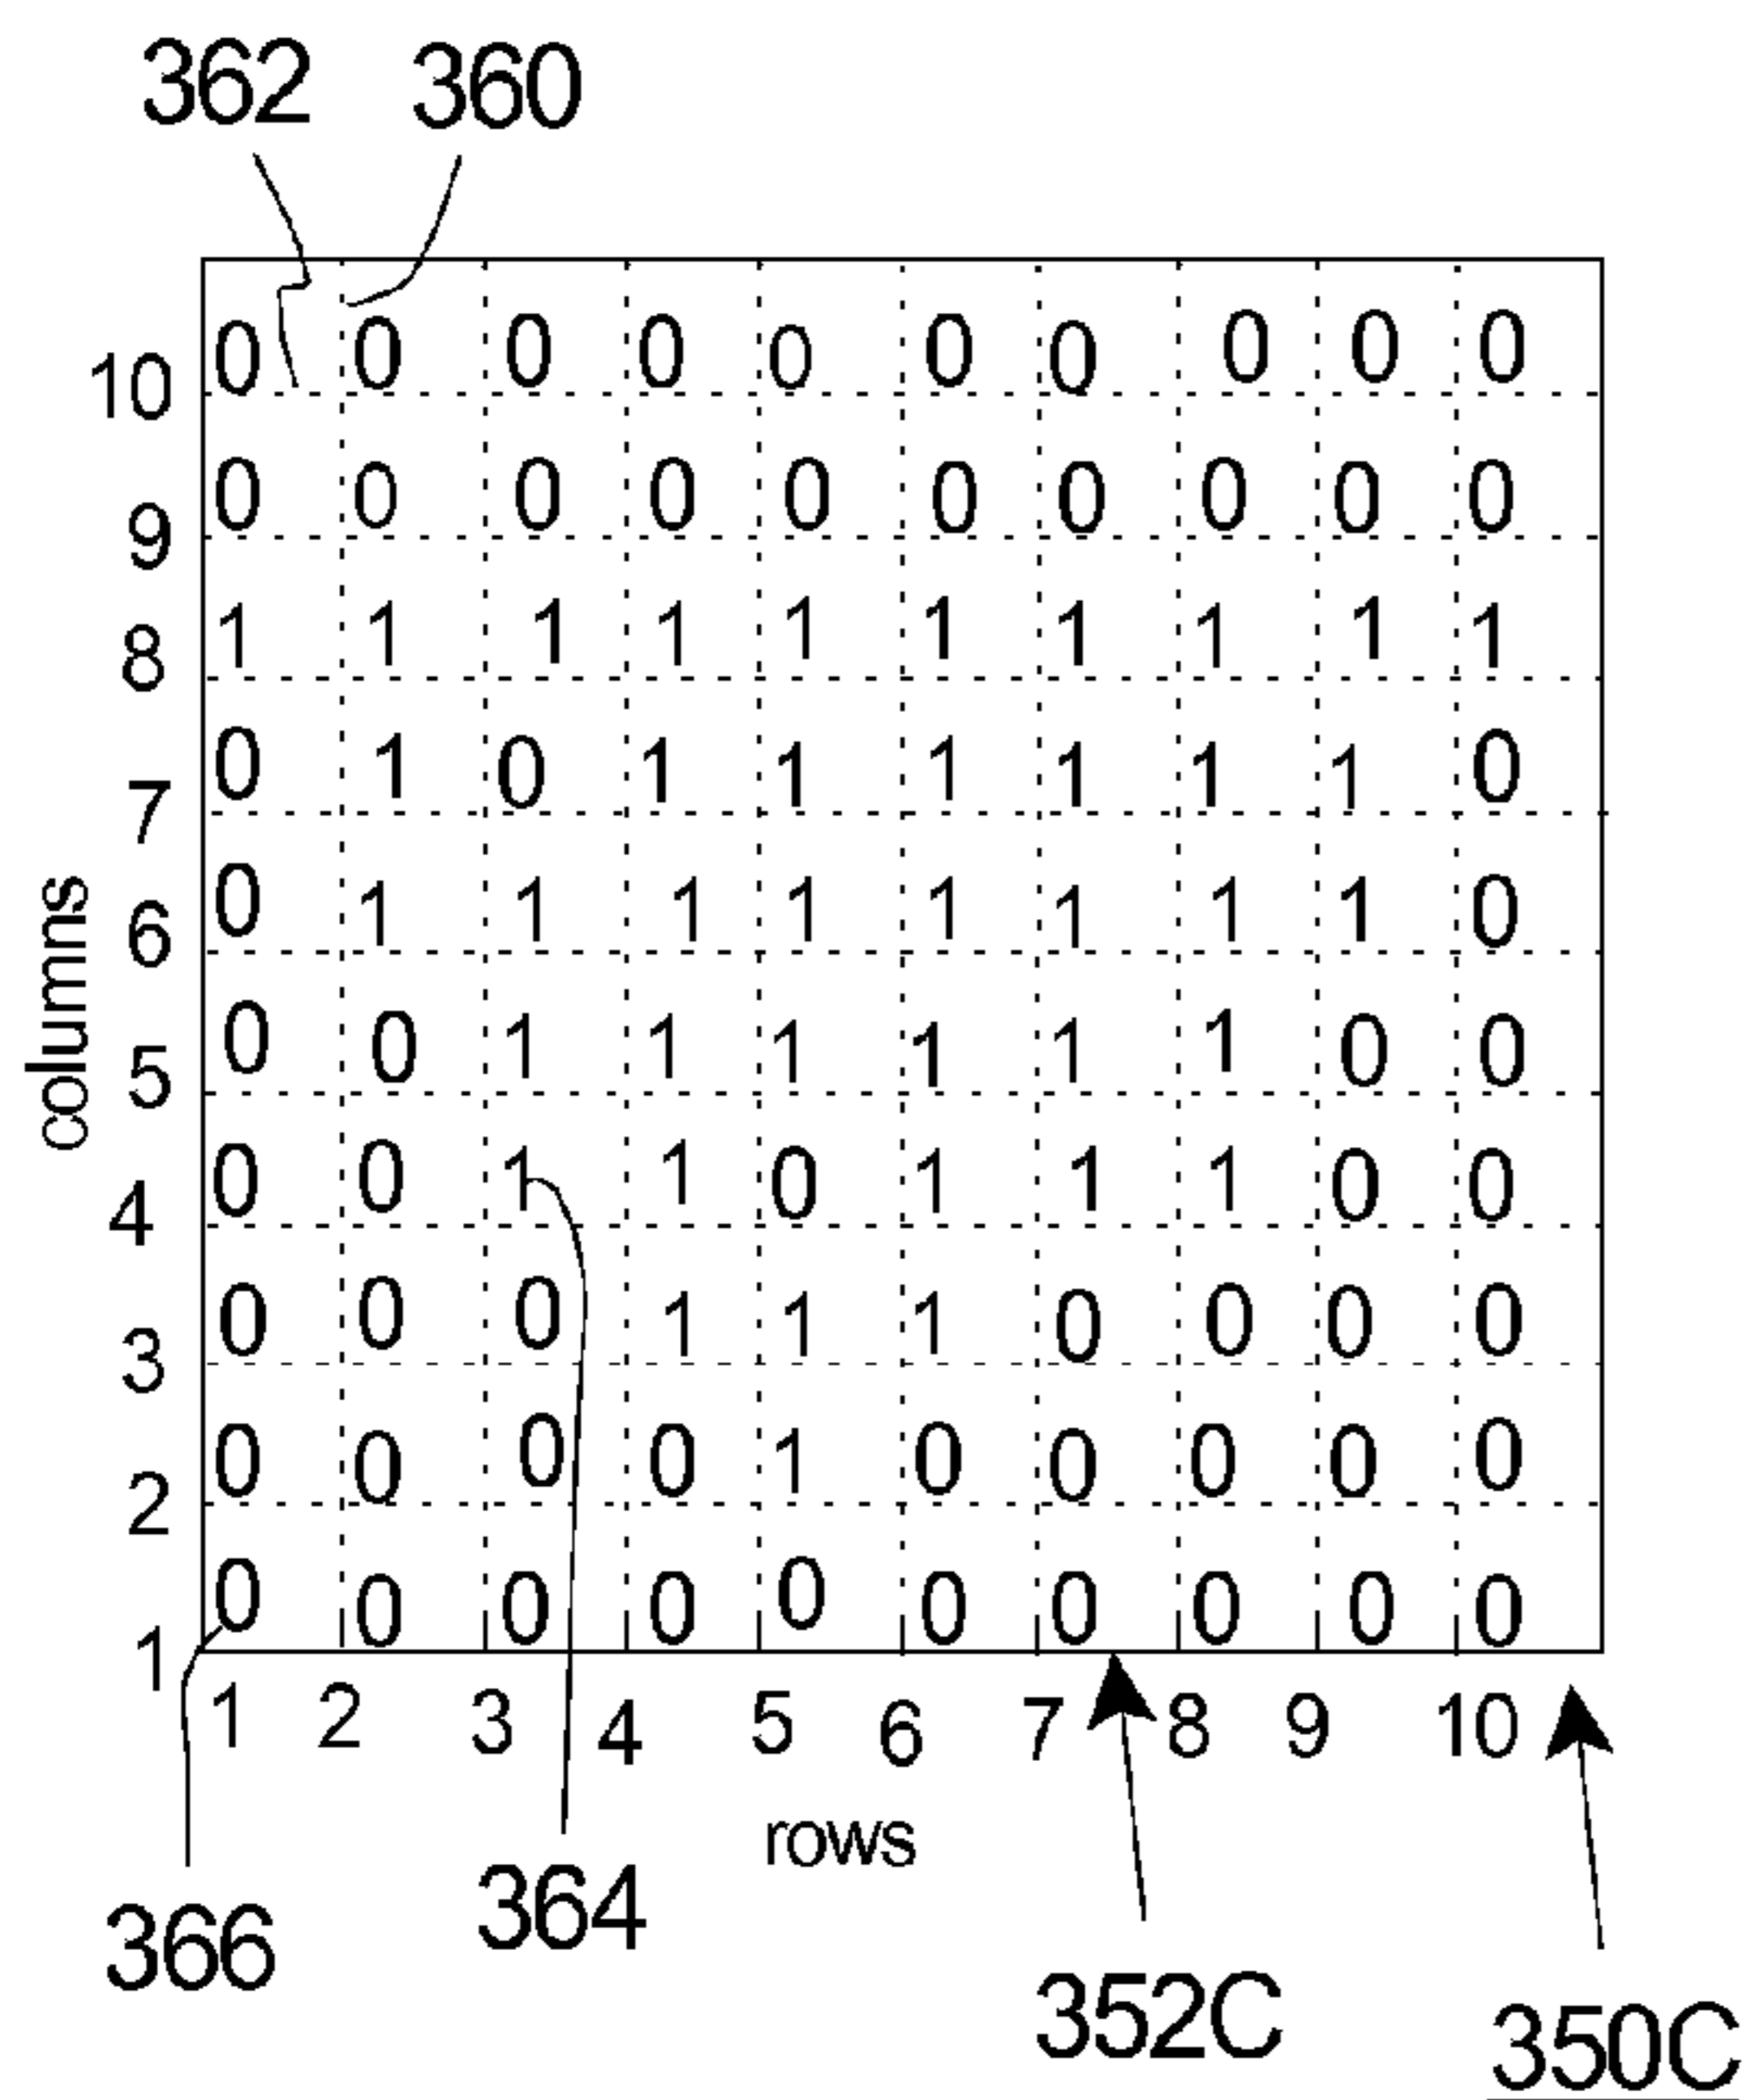 362 360
10 0 0 0 0 0 0 0 0 0 0
9 0 0 0 0 0 0 0 0 0 0
8 1 1 1 1 1 1 1 1 1 1
7 0 1 0 1 1 1 1 1 1 0
6 0 1 1 1 1 1 1 1 1 0
5 0 0 1 1 1 1 1 1 0 0
4 0 0 1 1 0 1 1 1 0 0
3 0 0 0 1 1 1 0 0 0 0
2 0 0 0 0 1 0 0 0 0 0
1 0 0 0 0 0 0 0 0 0 0
columns
1 2 3 4 5 6 7 8 9 10
rows
366 364 352C 350C